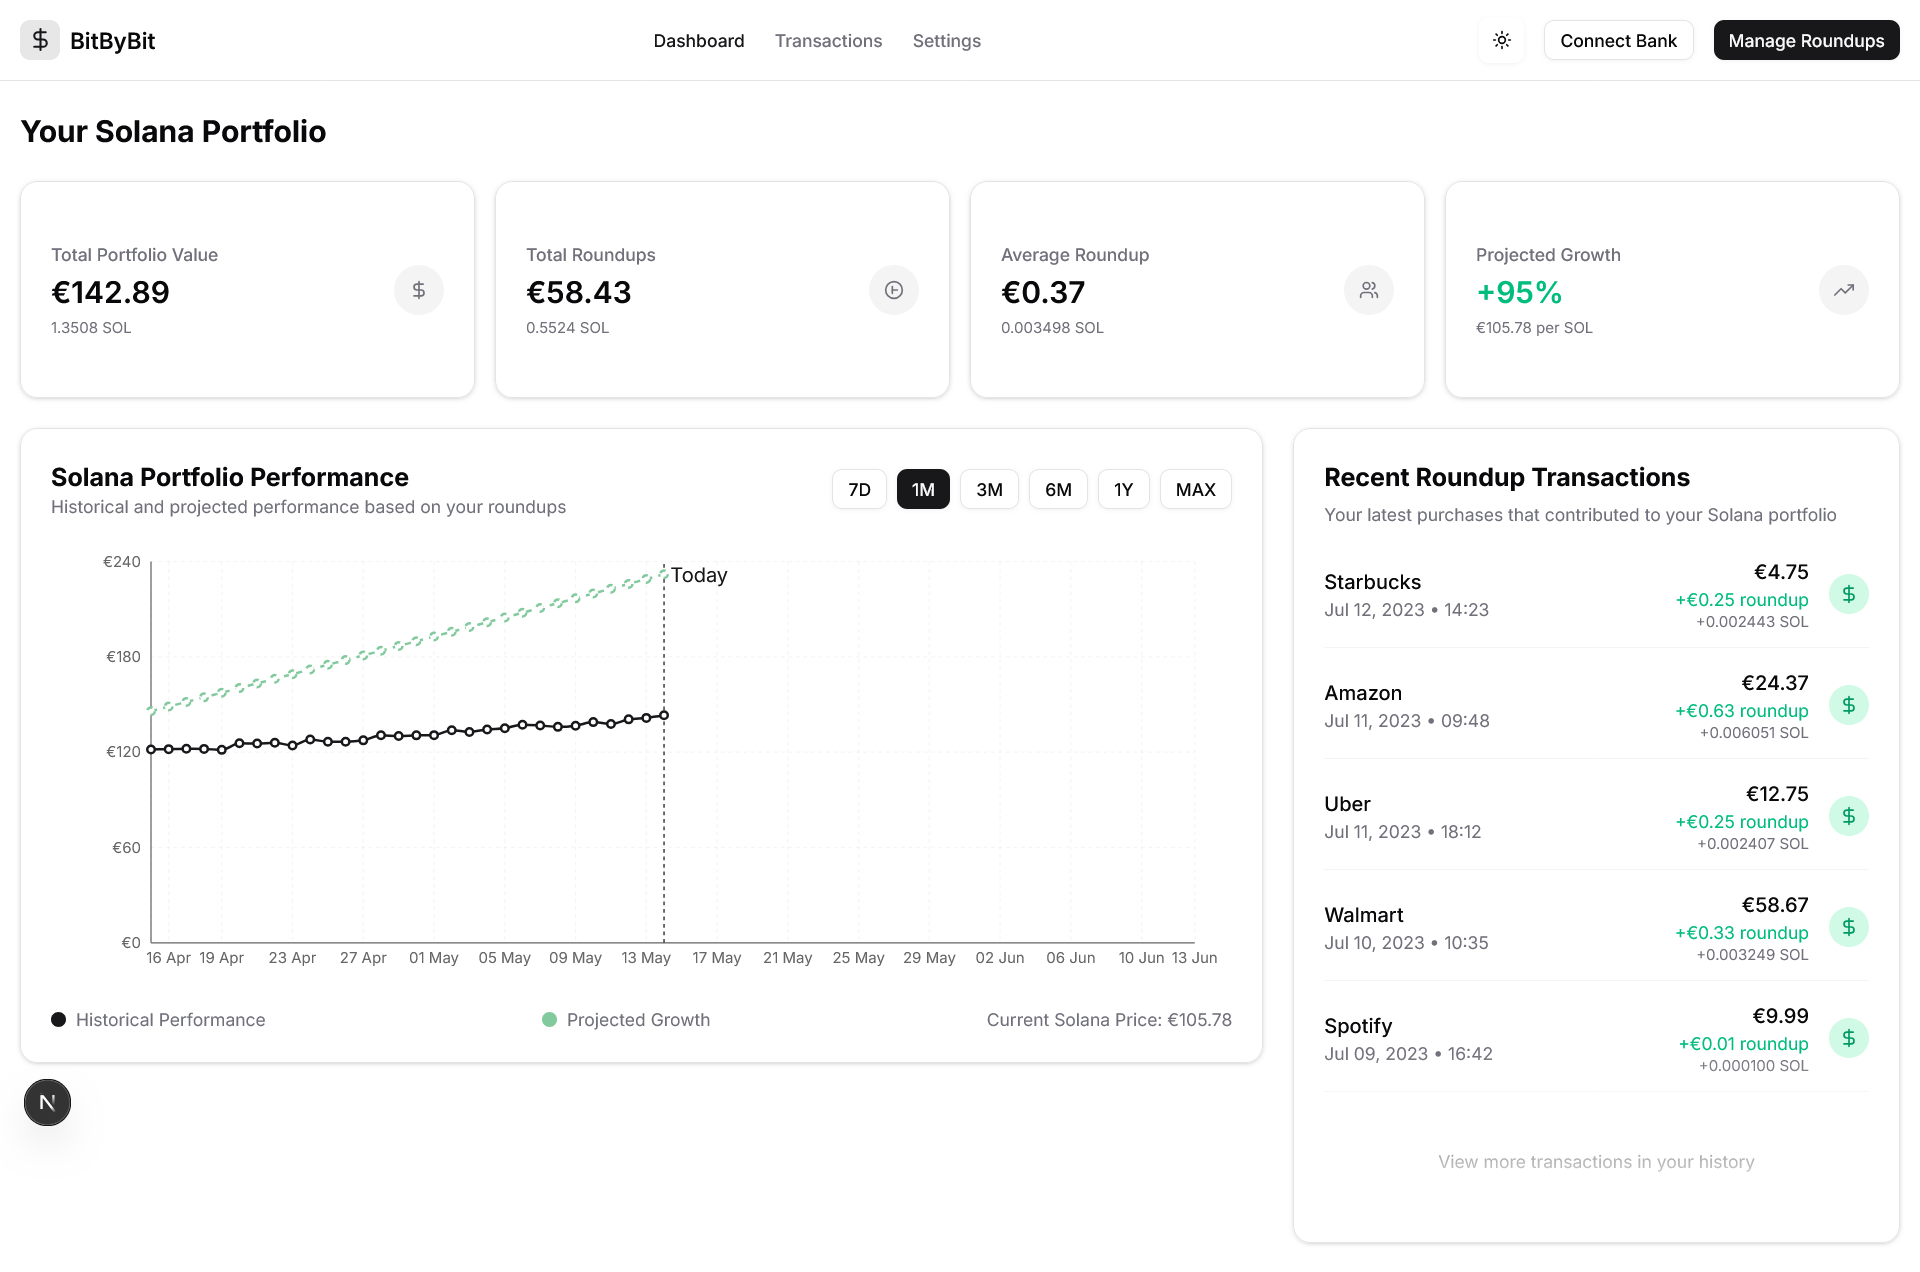 BitByBit
Dashboard
Transactions
Settings
Connect Bank
Manage Roundups
Your Solana Portfolio
Total Portfolio Value
€142.89
1.3508 SOL
Total Roundups
€58.43
0.5524 SOL
Average Roundup
€0.37
0.003498 SOL
Projected Growth
+95%
€105.78 per SOL
Solana Portfolio Performance
Historical and projected performance based on your roundups
7D
1M
3M
6M
1Y
MAX
€240
€180
€120
€60
€0
Today
16 Apr
19 Apr
23 Apr
27 Apr
01 May
05 May
09 May
13 May
17 May
21 May
25 May
29 May
02 Jun
06 Jun
10 Jun
13 Jun
Historical Performance
Projected Growth
Current Solana Price: €105.78
Recent Roundup Transactions
Your latest purchases that contributed to your Solana portfolio
Starbucks
Jul 12, 2023 • 14:23
€4.75
+€0.25 roundup
+0.002443 SOL
Amazon
Jul 11, 2023 • 09:48
€24.37
+€0.63 roundup
+0.006051 SOL
Uber
Jul 11, 2023 • 18:12
€12.75
+€0.25 roundup
+0.002407 SOL
Walmart
Jul 10, 2023 • 10:35
€58.67
+€0.33 roundup
+0.003249 SOL
Spotify
Jul 09, 2023 • 16:42
€9.99
+€0.01 roundup
+0.000100 SOL
View more transactions in your history
N